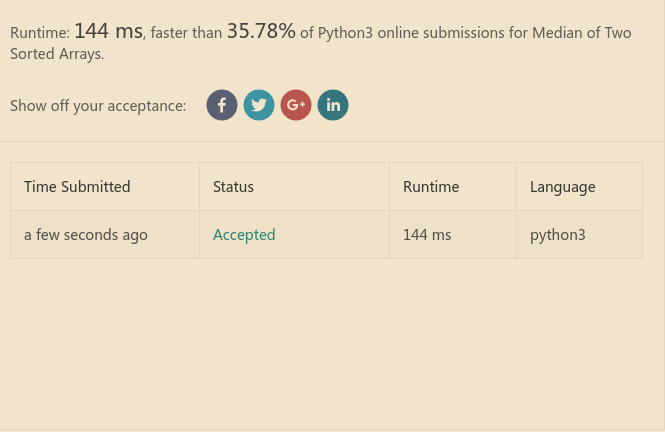 Runtime: 144 ms, faster than 35.78% of Python3 online submissions for Median of Two
Sorted Arrays.
Show off your acceptance: f G+ in
Time Submitted Status Runtime Language
a few seconds ago Accepted 144 ms python3